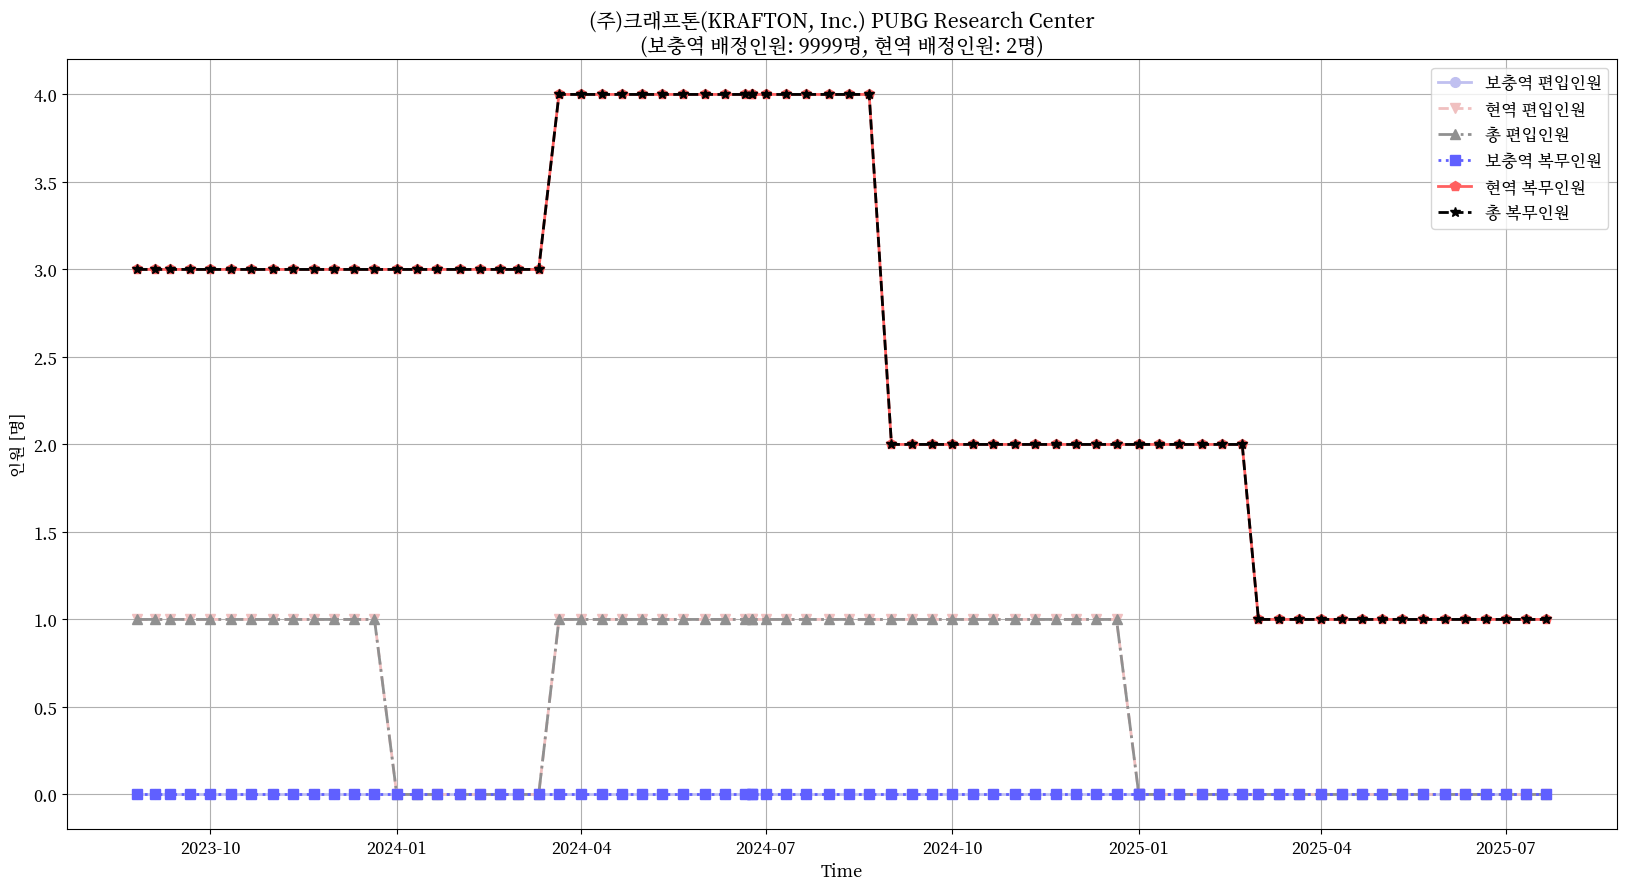 (주)크래프톤(KRAFTON, Inc.) PUBG Research Center
(보충역 배정인원: 9999명, 현역 배정인원: 2명)
보충역 편입인원
현역 편입인원
총 편입인원
보충역 복무인원
현역 복무인원
총 복무인원
인원 [명]
4.0
3.5
3.0
2.5
2.0
1.5
1.0
0.5
0.0
2023-10
2024-01
2024-04
2024-07
2024-10
2025-01
2025-04
2025-07
Time